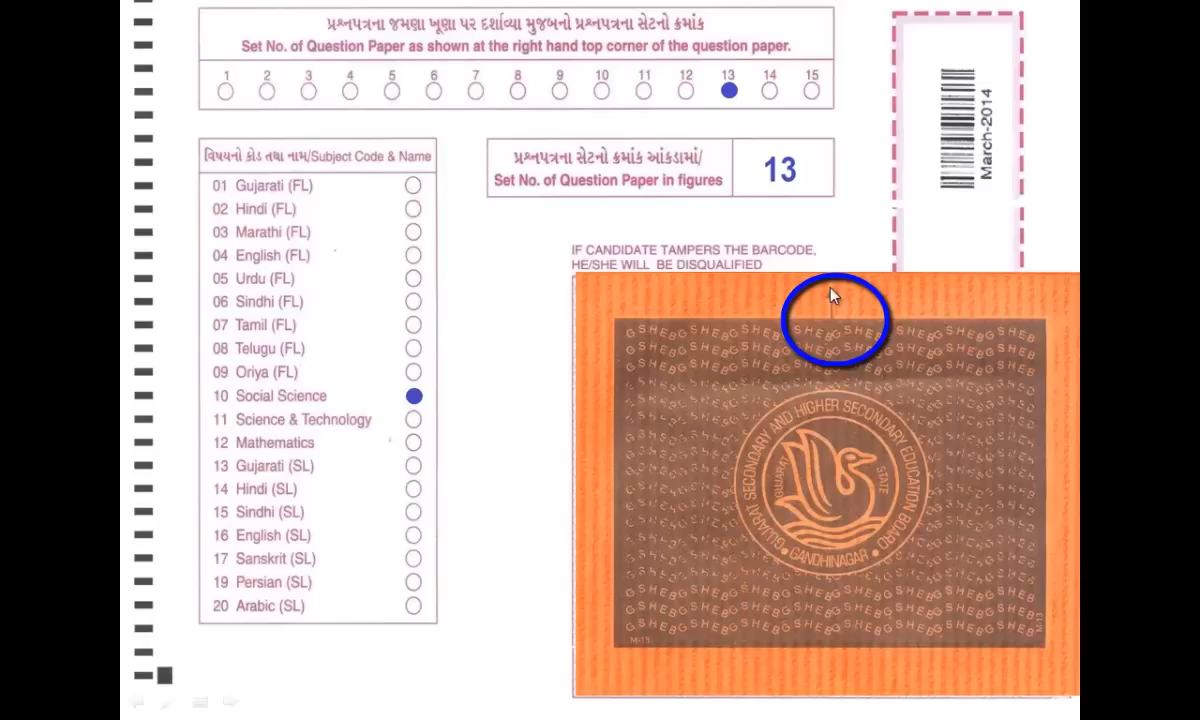 પ્રશ્નપત્રના જમણા ખૂણા પર દર્શાવ્યા મુજબનો પ્રશ્નપત્રના સેટનો ક્રમાંક
Set No. of Question Paper as shown at the right hand top corner of the question paper.
1 2 3 4 5 6 7 8 9 10 11 12 13 14 15
March-2014
વિષયનો કોડ તથા નામ/Subject Code & Name
01 Gujarati (FL)
02 Hindi (FL)
03 Marathi (FL)
04 English (FL)
05 Urdu (FL)
06 Sindhi (FL)
07 Tamil (FL)
08 Telugu (FL)
09 Oriya (FL)
10 Social Science
11 Science & Technology
12 Mathematics
13 Gujarati (SL)
14 Hindi (SL)
15 Sindhi (SL)
16 English (SL)
17 Sanskrit (SL)
19 Persian (SL)
20 Arabic (SL)
પ્રશ્નપત્રના સેટનો ક્રમાંક આંકડામાં/
Set No. of Question Paper in figures
13
IF CANDIDATE TAMPERS THE BARCODE,
HE/SHE WILL BE DISQUALIFIED
GUJARAT SECONDARY AND HIGHER SECONDARY EDUCATION BOARD
GUJARAT STATE
GANDHINAGAR
M-13
M-13